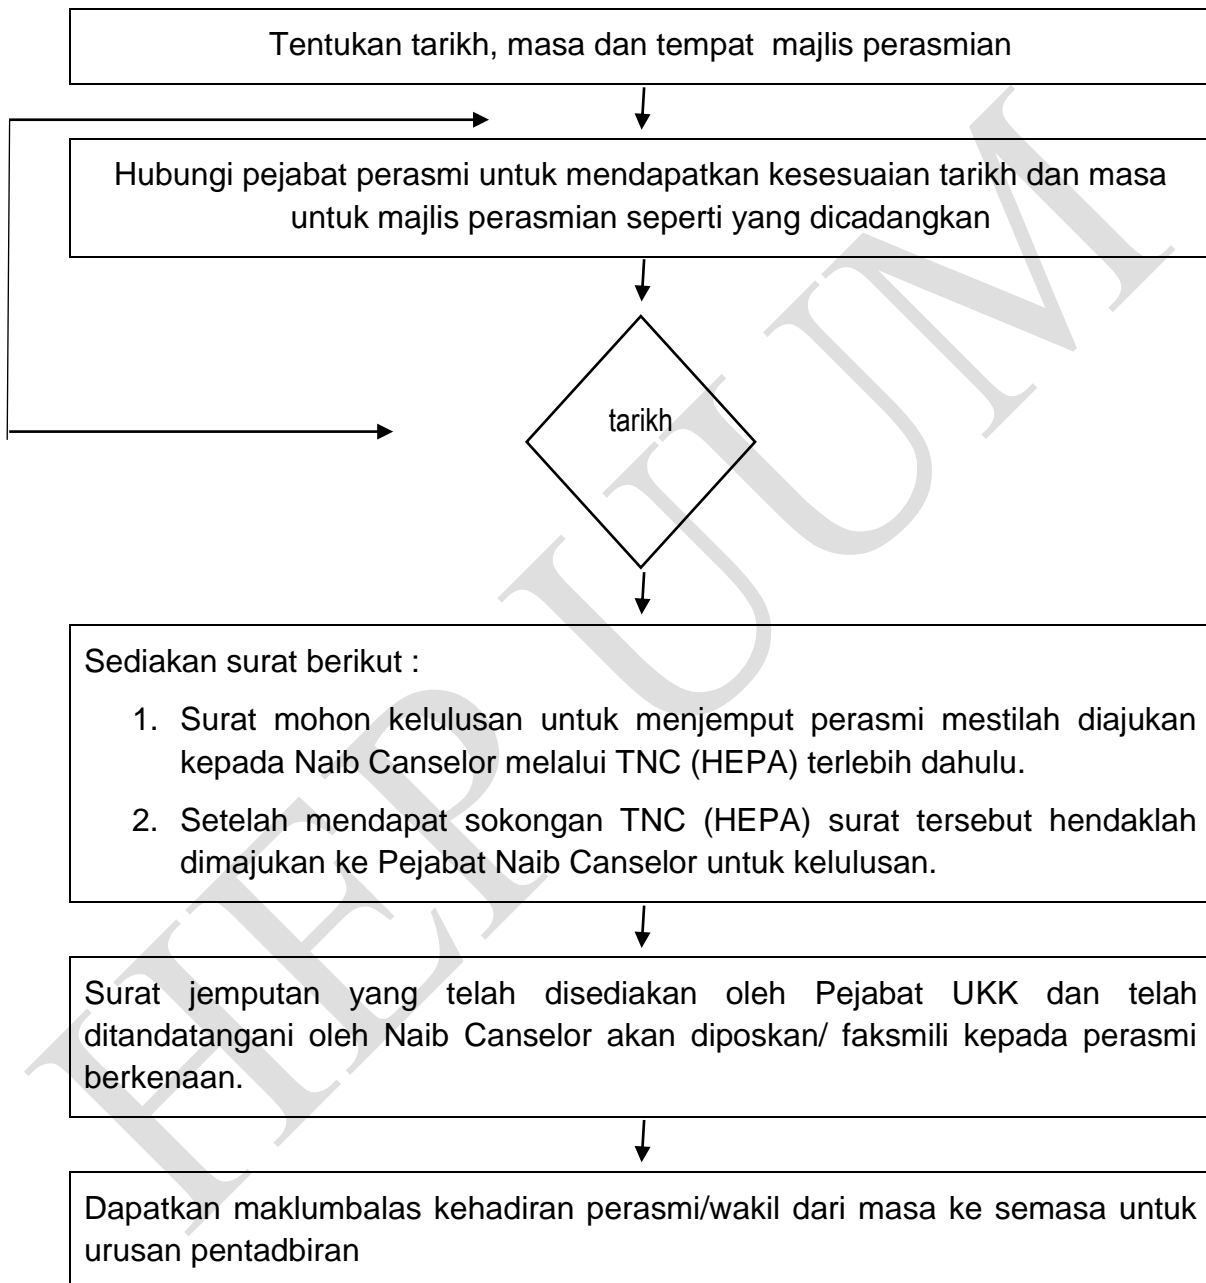 Tentukan tarikh, masa dan tempat majlis perasmian
Hubungi pejabat perasmi untuk mendapatkan kesesuaian tarikh dan masa
untuk majlis perasmian seperti yang dicadangkan
tarikh
Sediakan surat berikut :
1. Surat mohon kelulusan untuk menjemput perasmi mestilah diajukan
kepada Naib Canselor melalui TNC (HEPA) terlebih dahulu.
2. Setelah mendapat sokongan TNC (HEPA) surat tersebut hendaklah
dimajukan ke Pejabat Naib Canselor untuk kelulusan.
Surat jemputan yang telah disediakan oleh Pejabat UKK dan telah
ditandatangani oleh Naib Canselor akan diposkan/ faksmili kepada perasmi
berkenaan.
Dapatkan maklumbalas kehadiran perasmi/wakil dari masa ke semasa untuk
urusan pentadbiran
HEP UUM